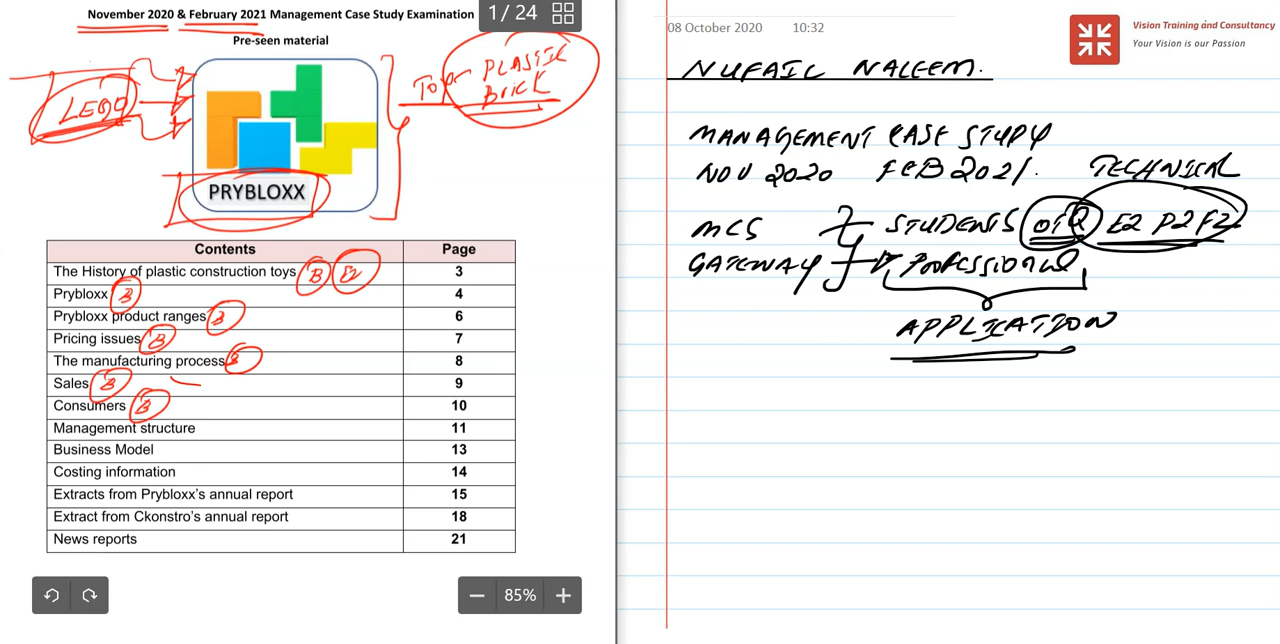 November 2020 & February 2021 Management Case Study Examination
1 / 24
Pre-seen material
LEGO
PRYBLOXX
Toy PLASTIC
BRICK
Contents Page
The History of plastic construction toys B E2 3
Prybloxx B 4
Prybloxx product ranges B 6
Pricing issues B 7
The manufacturing process B 8
Sales B 9
Consumers B 10
Management structure 11
Business Model 13
Costing information 14
Extracts from Prybloxx's annual report 15
Extract from Ckonstro's annual report 18
News reports 21
85%
08 October 2020 10:32
Vision Training and Consultancy
Your Vision is our Passion
NUFAIL NALEEM.
MANAGEMENT CASE STUDY
NOV 2020 FEB 2021. TECHNICAL
MCS STUDENTS OTQ E2 P2 F2
GATEWAY PROFESSIONAL
APPLICATION